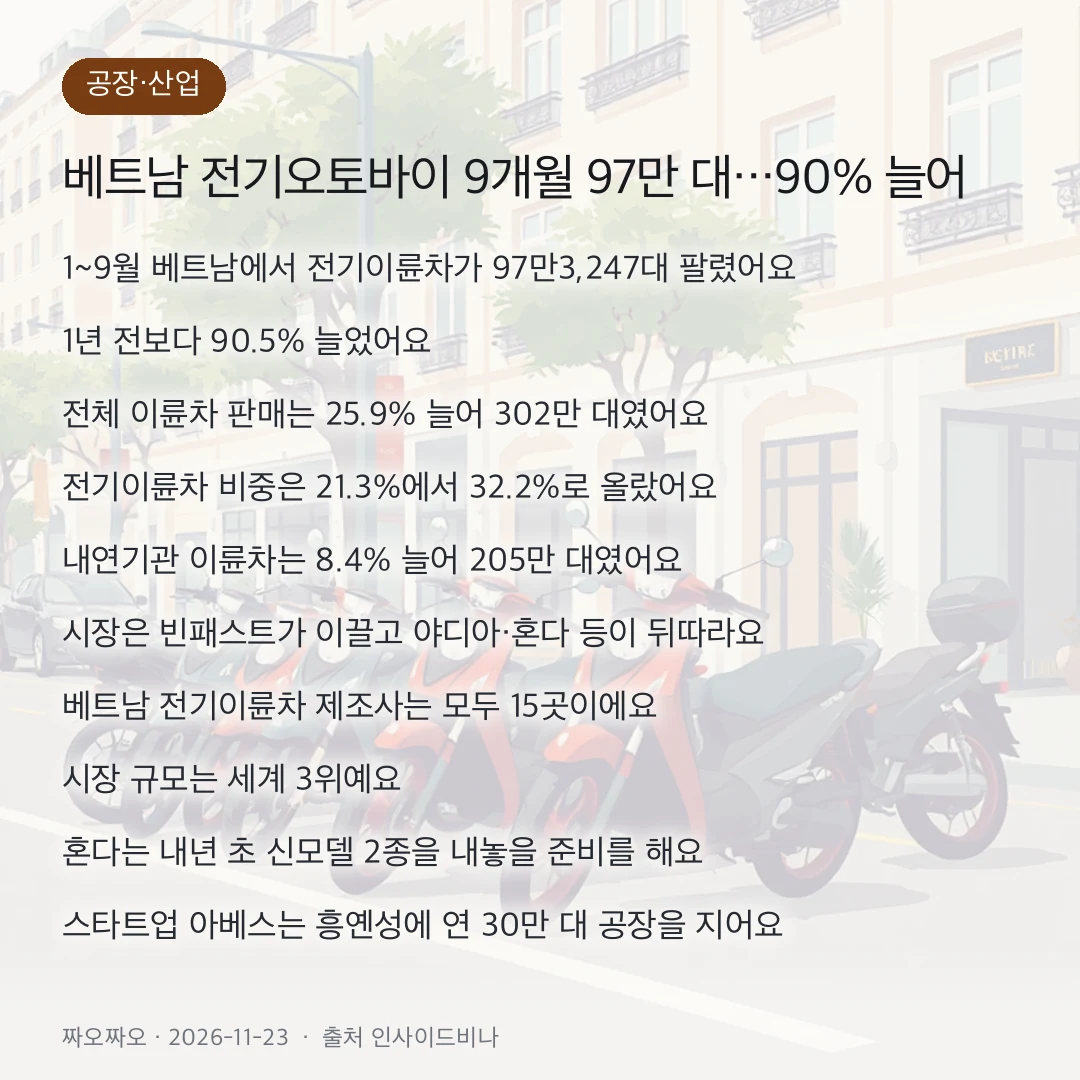 공장·산업
베트남 전기오토바이 9개월 97만 대…90% 늘어
1~9월 베트남에서 전기이륜차가 97만3,247대 팔렸어요
1년 전보다 90.5% 늘었어요
전체 이륜차 판매는 25.9% 늘어 302만 대였어요
전기이륜차 비중은 21.3%에서 32.2%로 올랐어요
내연기관 이륜차는 8.4% 늘어 205만 대였어요
시장은 빈패스트가 이끌고 야디아·혼다 등이 뒤따라요
베트남 전기이륜차 제조사는 모두 15곳이에요
시장 규모는 세계 3위예요
혼다는 내년 초 신모델 2종을 내놓을 준비를 해요
스타트업 아베스는 흥옌성에 연 30만 대 공장을 지어요
짜오짜오 · 2026-11-23 · 출처 인사이드비나